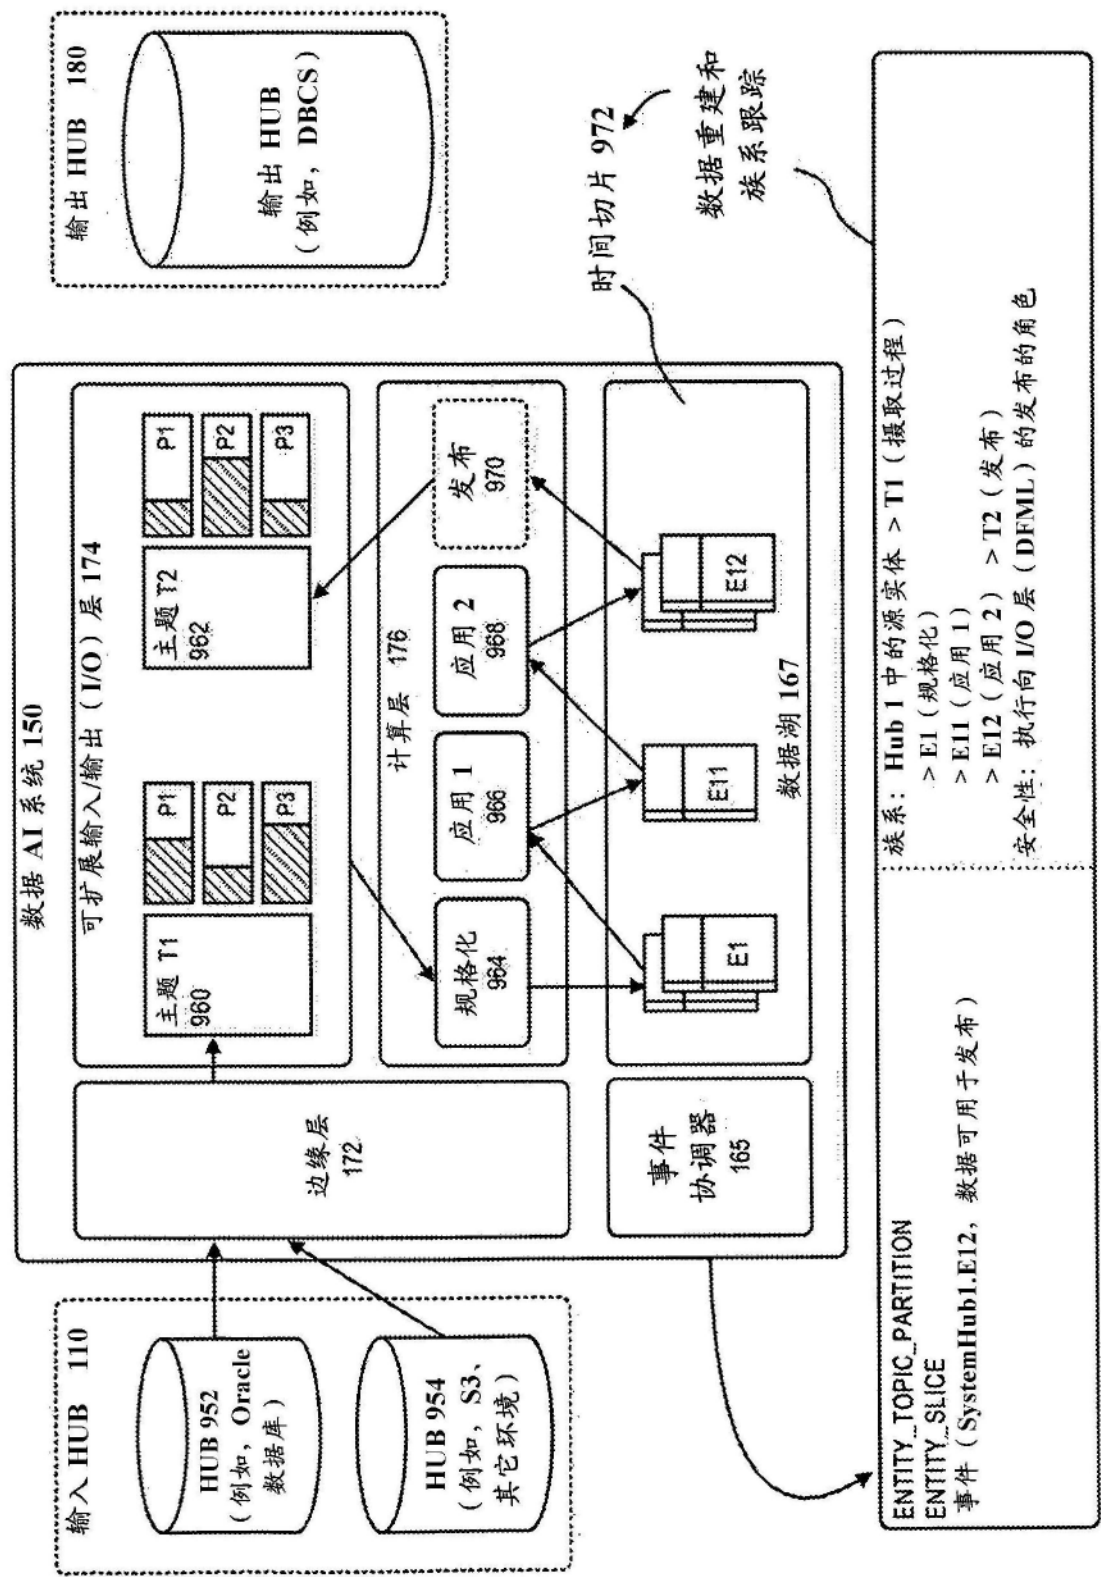 输入 HUB 110
HUB 952
(例如,Oracle
数据库)
HUB 954
(例如,S3、
其它环境)
数据 AI 系统 150
边缘层
172
可扩展输入/输出(I/O)层 174
主题 T1
960
P1
P2
P3
主题 T2
962
P1
P2
P3
计算层 176
规格化
964
应用 1
966
应用 2
968
发布
970
事件
协调器
165
E1
E11
E12
数据湖 167
输出 HUB 180
输出 HUB
(例如,DBCS)
时间切片 972
数据重建和
族系跟踪
ENTITY_TOPIC_PARTITION
ENTITY_SLICE
事件(SystemHub1.E12,数据可用于发布)
族系:Hub 1 中的源实体 > T1(摄取过程)
> E1(规格化)
> E11(应用 1)
> E12(应用 2) > T2(发布)
安全性:执行向 I/O 层(DFML)的发布的角色